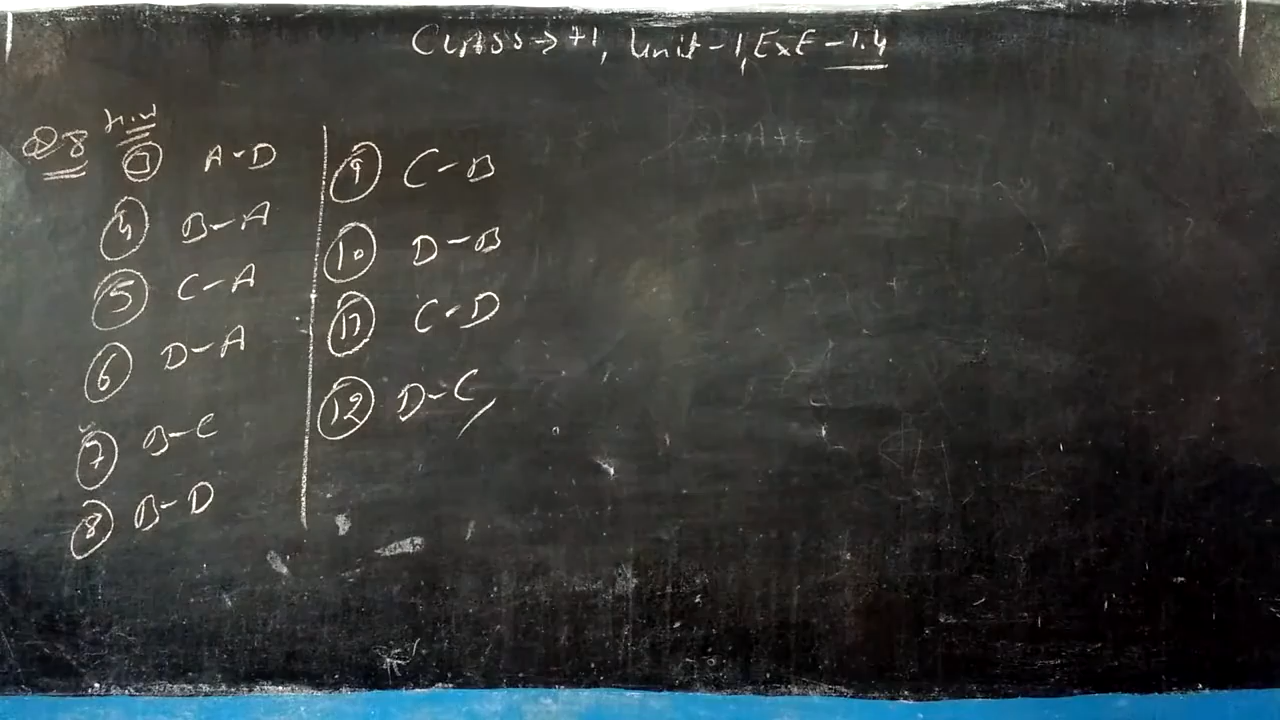 Class → +1, Unit-1, Exe-1.4
Q8 H.W
③ A-D
④ B-A
⑤ C-A
⑥ D-A
⑦ B-C
⑧ B-D
⑨ C-B
⑩ D-B
⑪ C-D
⑫ D-C